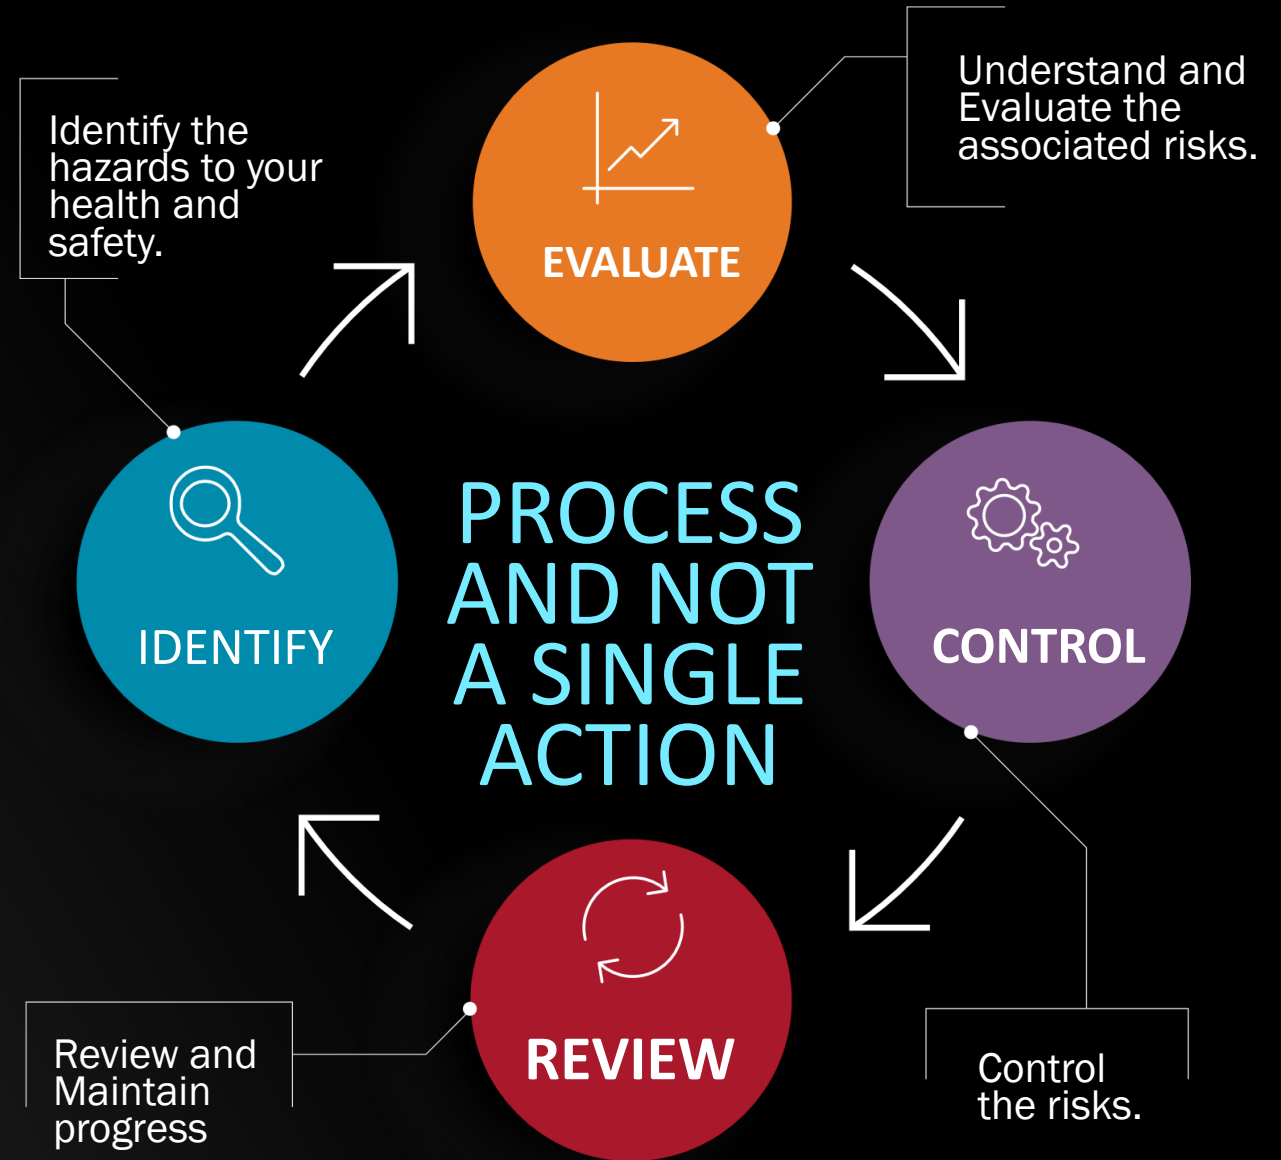 Identify the
hazards to your
health and
safety.
EVALUATE
Understand and
Evaluate the
associated risks.
IDENTIFY
PROCESS
AND NOT
A SINGLE
ACTION
CONTROL
Review and
Maintain
progress
REVIEW
Control
the risks.